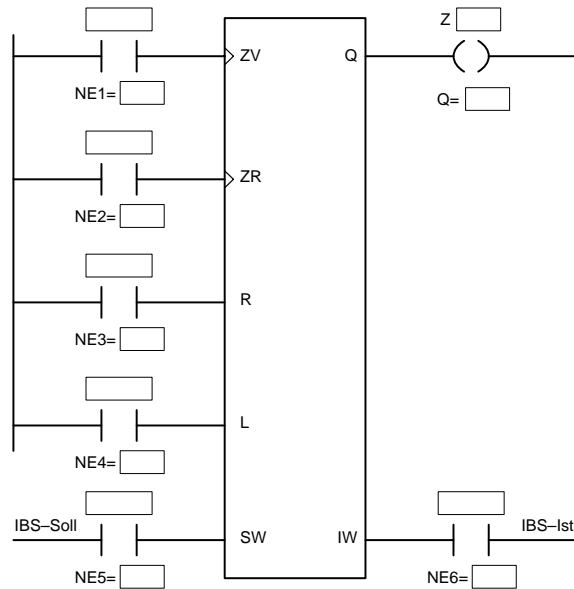 Z
ZV Q
NE1= Q=
ZR
NE2=
R
NE3=
L
NE4=
IBS–Soll SW IW IBS–Ist
NE5= NE6=